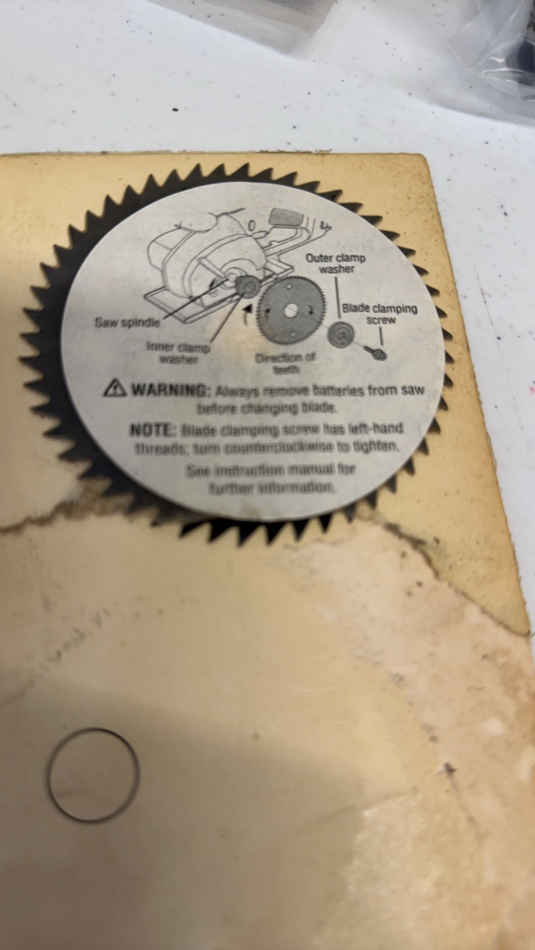 Outer clamp
washer
Blade clamping
screw
Saw spindle
Inner clamp
washer
Direction of
teeth
WARNING: Always remove batteries from saw
before changing blade.
NOTE: Blade clamping screw has left-hand
threads; turn counterclockwise to tighten.
See instruction manual for
further information.